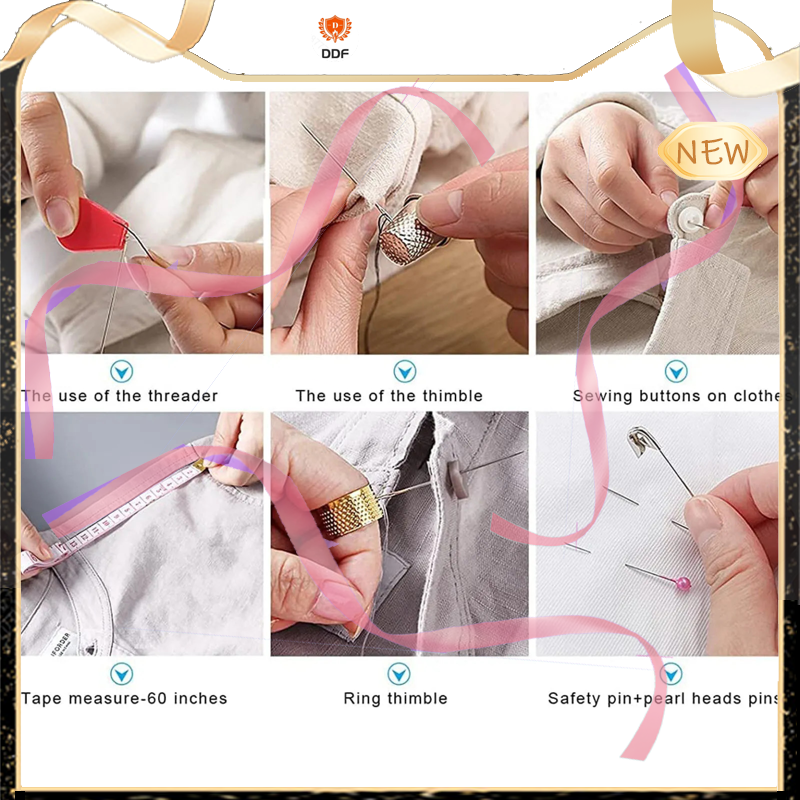 D
DDF
NEW
The use of the threader
The use of the thimble
Sewing buttons on clothes
Tape measure-60 inches
Ring thimble
Safety pin+pearl heads pins